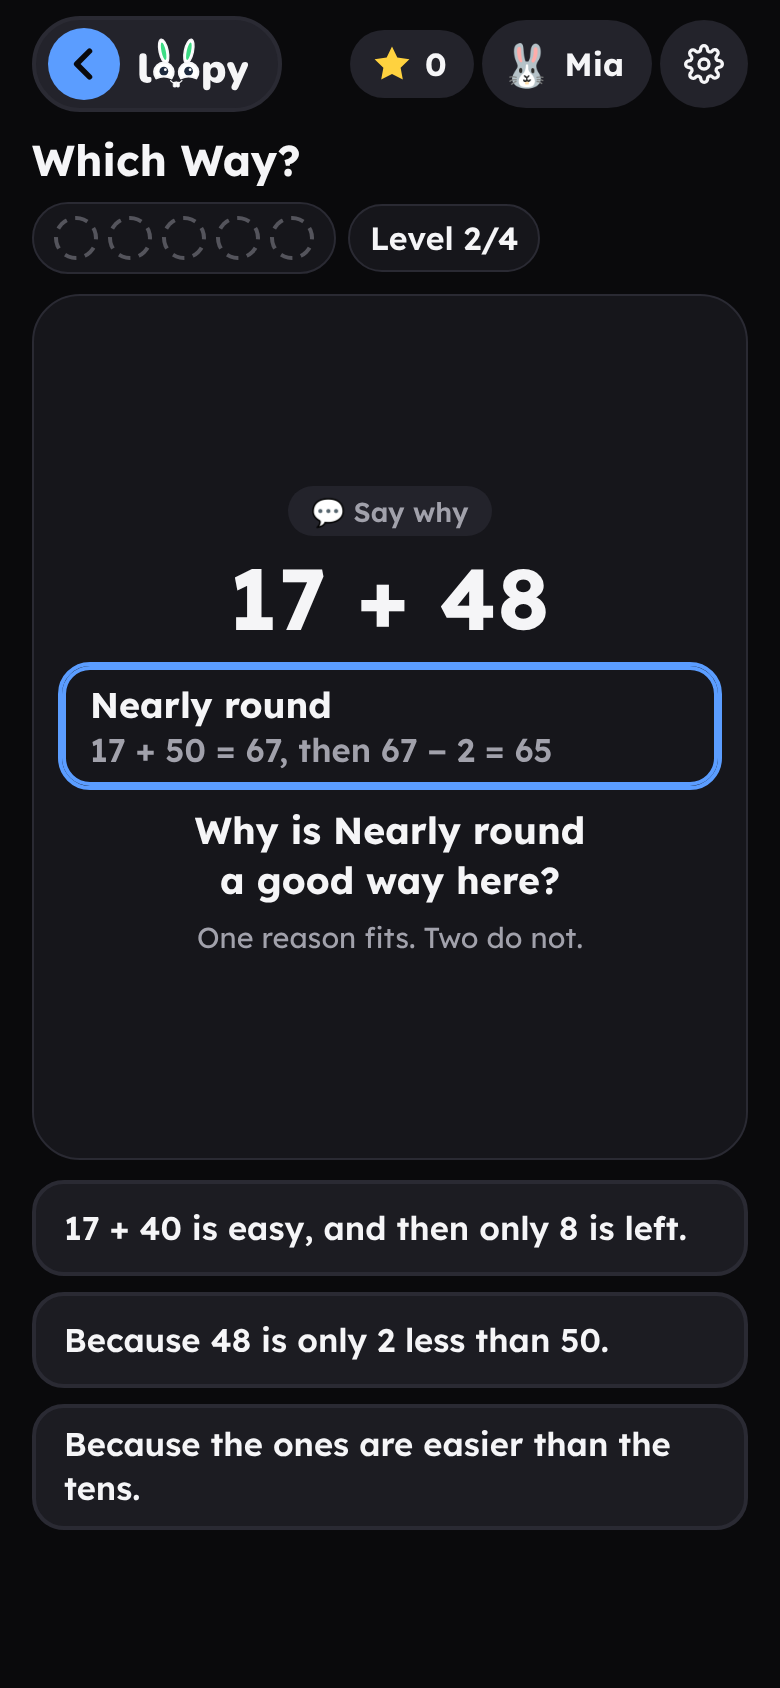 loopy
0
Mia
Which Way?
Level 2/4
Say why
17 + 48
Nearly round
17 + 50 = 67, then 67 − 2 = 65
Why is Nearly round
a good way here?
One reason fits. Two do not.
17 + 40 is easy, and then only 8 is left.
Because 48 is only 2 less than 50.
Because the ones are easier than the
tens.